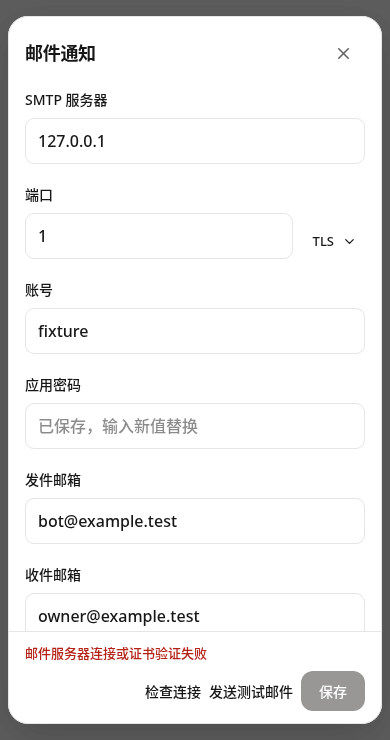 邮件通知
SMTP 服务器
127.0.0.1
端口
1
TLS
账号
fixture
应用密码
已保存，输入新值替换
发件邮箱
bot@example.test
收件邮箱
owner@example.test
邮件服务器连接或证书验证失败
检查连接 发送测试邮件 保存